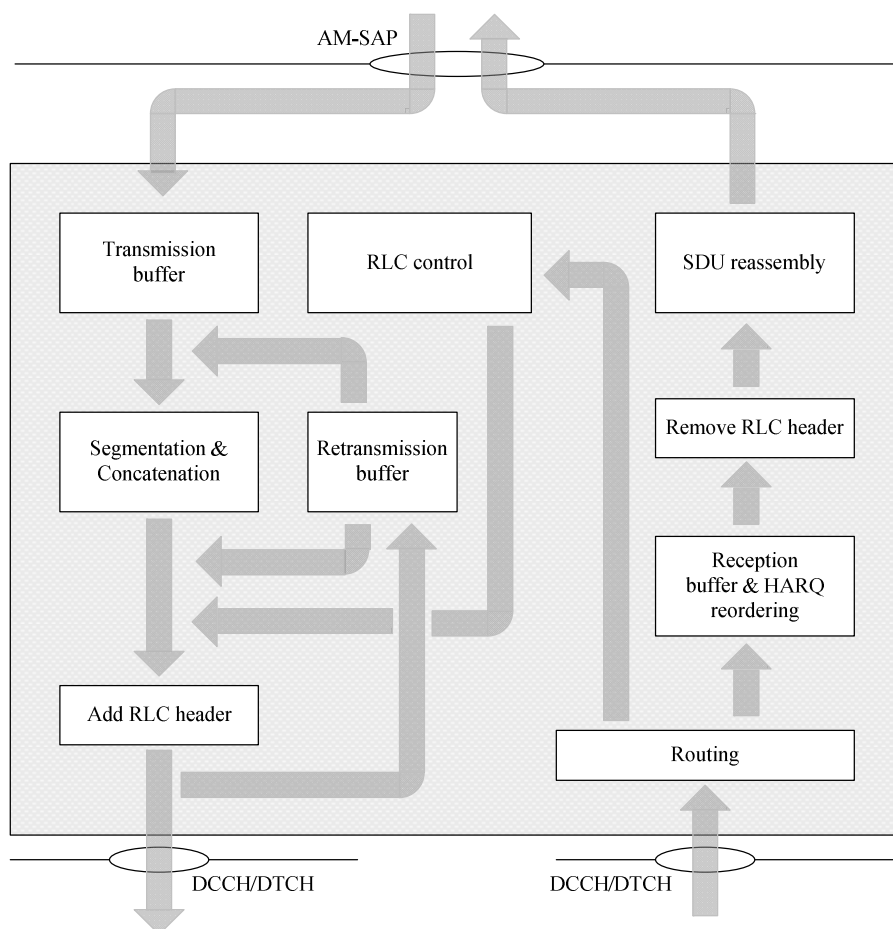 AM-SAP
Transmission
buffer
RLC control
SDU reassembly
Segmentation &
Concatenation
Retransmission
buffer
Remove RLC header
Reception
buffer & HARQ
reordering
Add RLC header
Routing
DCCH/DTCH
DCCH/DTCH